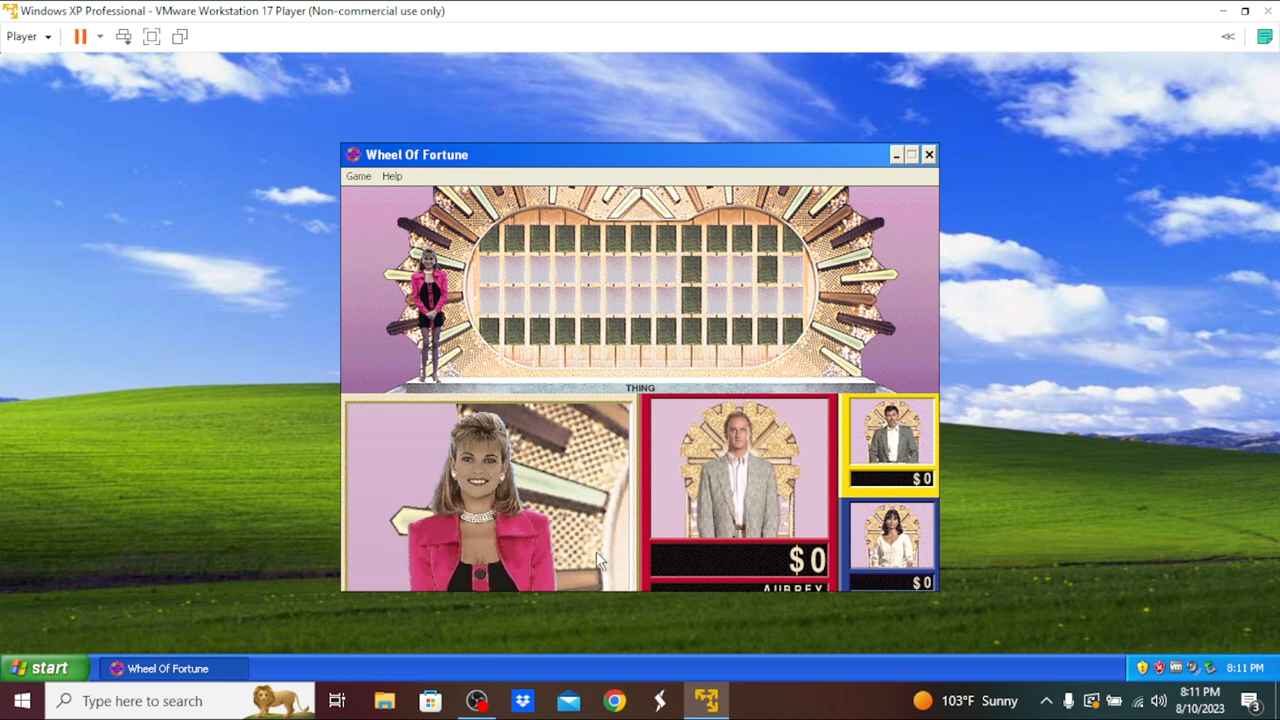 Windows XP Professional - VMware Workstation 17 Player (Non-commercial use only)
Player
Wheel Of Fortune
Game Help
THING
$0
$0
AUBREY
$0
start
Wheel Of Fortune
8:11 PM
Type here to search
103°F Sunny
8:11 PM
8/10/2023
3